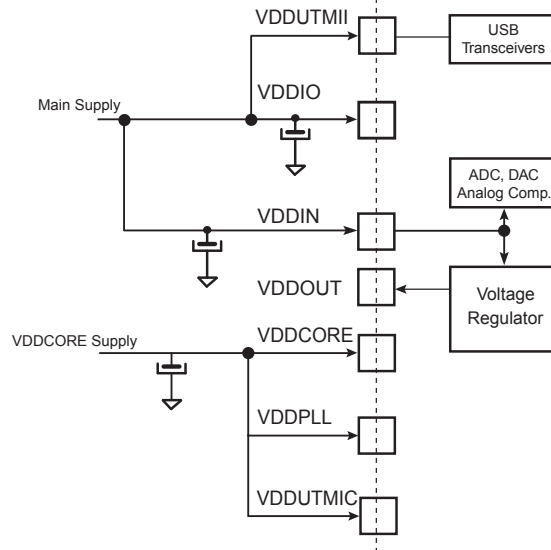 VDDUTMII
USB
Transceivers
VDDIO
Main Supply
ADC, DAC
Analog Comp.
VDDIN
VDDOUT
Voltage
Regulator
VDDCORE
VDDCORE Supply
VDDPLL
VDDUTMIC